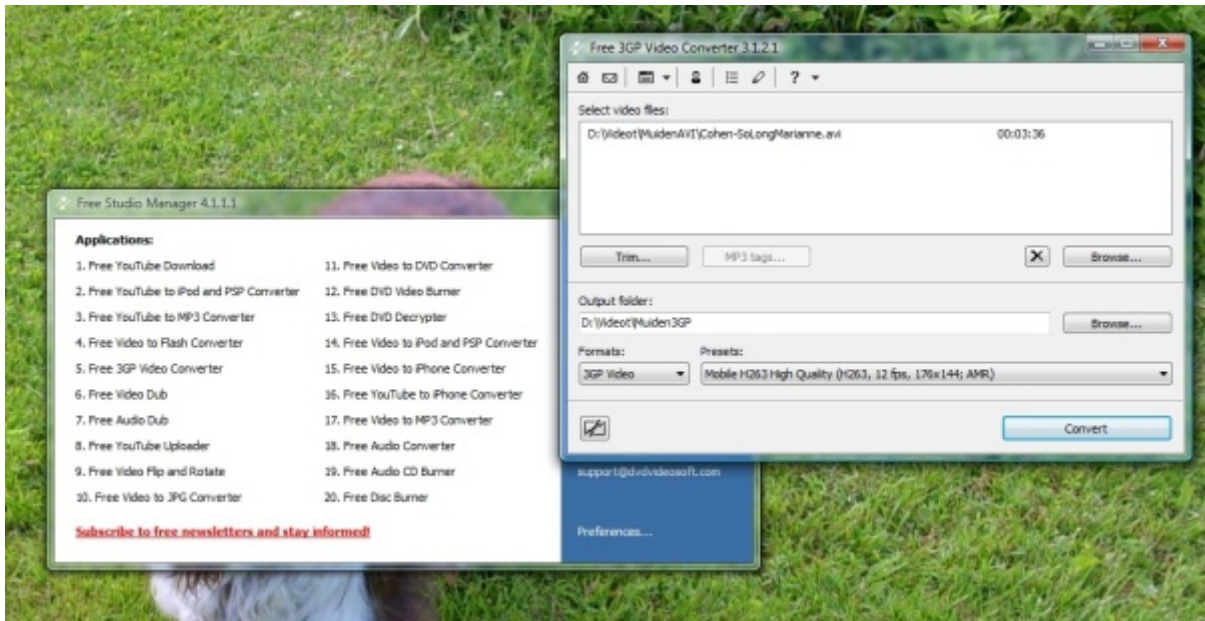 Free 3GP Video Converter 3.1.2.1
Select video files:
D:\Videot\MuidenAVI\Cohen-SoLongMarianne.avi 00:03:36
Trim... MP3 tags... Browse...
Output folder:
D:\Videot\Muiden3GP Browse...
Formats: Presets:
3GP Video Mobile H263 High Quality (H263, 12 fps, 176x144; AMR)
Convert
Free Studio Manager 4.1.1.1
Applications:
1. Free YouTube Download
2. Free YouTube to iPod and PSP Converter
3. Free YouTube to MP3 Converter
4. Free Video to Flash Converter
5. Free 3GP Video Converter
6. Free Video Dub
7. Free Audio Dub
8. Free YouTube Uploader
9. Free Video Flip and Rotate
10. Free Video to JPG Converter
11. Free Video to DVD Converter
12. Free DVD Video Burner
13. Free DVD Decrypter
14. Free Video to iPod and PSP Converter
15. Free Video to iPhone Converter
16. Free YouTube to iPhone Converter
17. Free Video to MP3 Converter
18. Free Audio Converter
19. Free Audio CD Burner
20. Free Disc Burner
Subscribe to free newsletters and stay informed!
support@dvdvideosoft.com
Preferences...